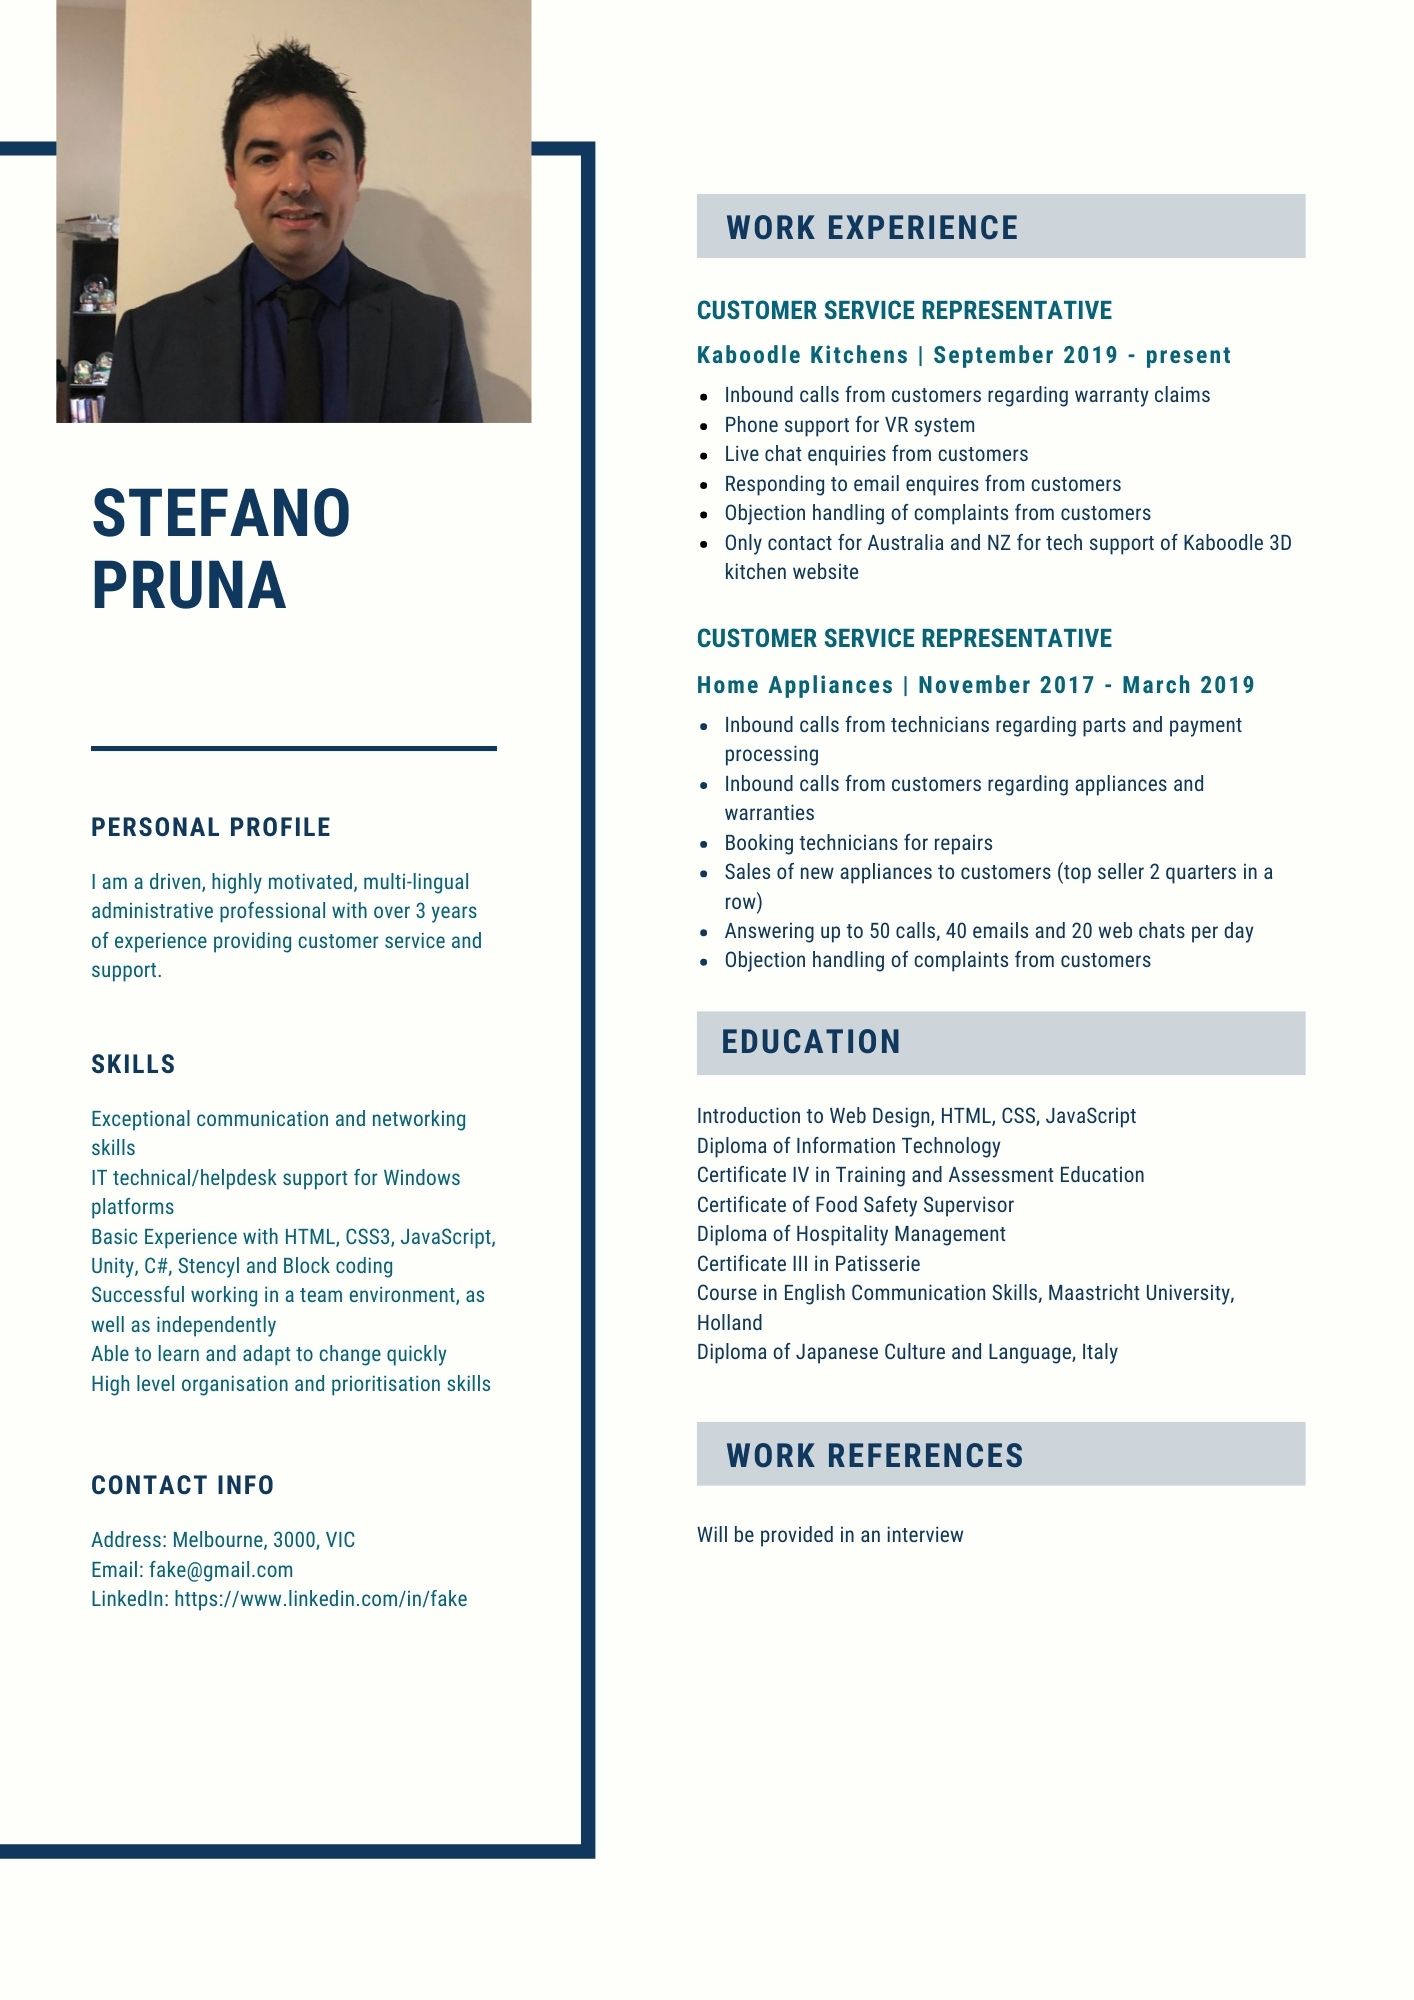 STEFANO
PRUNA
PERSONAL PROFILE
I am a driven, highly motivated, multi-lingual
administrative professional with over 3 years
of experience providing customer service and
support.
SKILLS
Exceptional communication and networking
skills
IT technical/helpdesk support for Windows
platforms
Basic Experience with HTML, CSS3, JavaScript,
Unity, C#, Stencyl and Block coding
Successful working in a team environment, as
well as independently
Able to learn and adapt to change quickly
High level organisation and prioritisation skills
CONTACT INFO
Address: Melbourne, 3000, VIC
Email: fake@gmail.com
LinkedIn: https://www.linkedin.com/in/fake
WORK EXPERIENCE
CUSTOMER SERVICE REPRESENTATIVE
Kaboodle Kitchens | September 2019 - present
• Inbound calls from customers regarding warranty claims
• Phone support for VR system
• Live chat enquiries from customers
• Responding to email enquires from customers
• Objection handling of complaints from customers
• Only contact for Australia and NZ for tech support of Kaboodle 3D
kitchen website
CUSTOMER SERVICE REPRESENTATIVE
Home Appliances | November 2017 - March 2019
• Inbound calls from technicians regarding parts and payment
processing
• Inbound calls from customers regarding appliances and
warranties
• Booking technicians for repairs
• Sales of new appliances to customers (top seller 2 quarters in a
row)
• Answering up to 50 calls, 40 emails and 20 web chats per day
• Objection handling of complaints from customers
EDUCATION
Introduction to Web Design, HTML, CSS, JavaScript
Diploma of Information Technology
Certificate IV in Training and Assessment Education
Certificate of Food Safety Supervisor
Diploma of Hospitality Management
Certificate III in Patisserie
Course in English Communication Skills, Maastricht University,
Holland
Diploma of Japanese Culture and Language, Italy
WORK REFERENCES
Will be provided in an interview